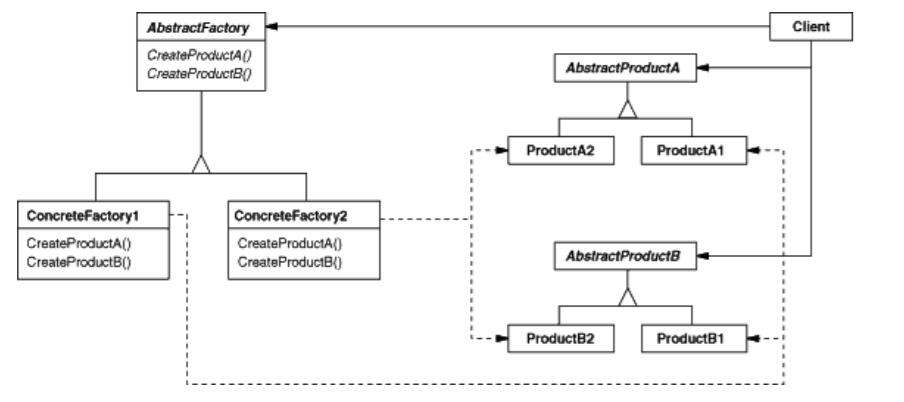 AbstractFactory
CreateProductA()
CreateProductB()
Client
AbstractProductA
ProductA2
ProductA1
ConcreteFactory1
CreateProductA()
CreateProductB()
ConcreteFactory2
CreateProductA()
CreateProductB()
AbstractProductB
ProductB2
ProductB1